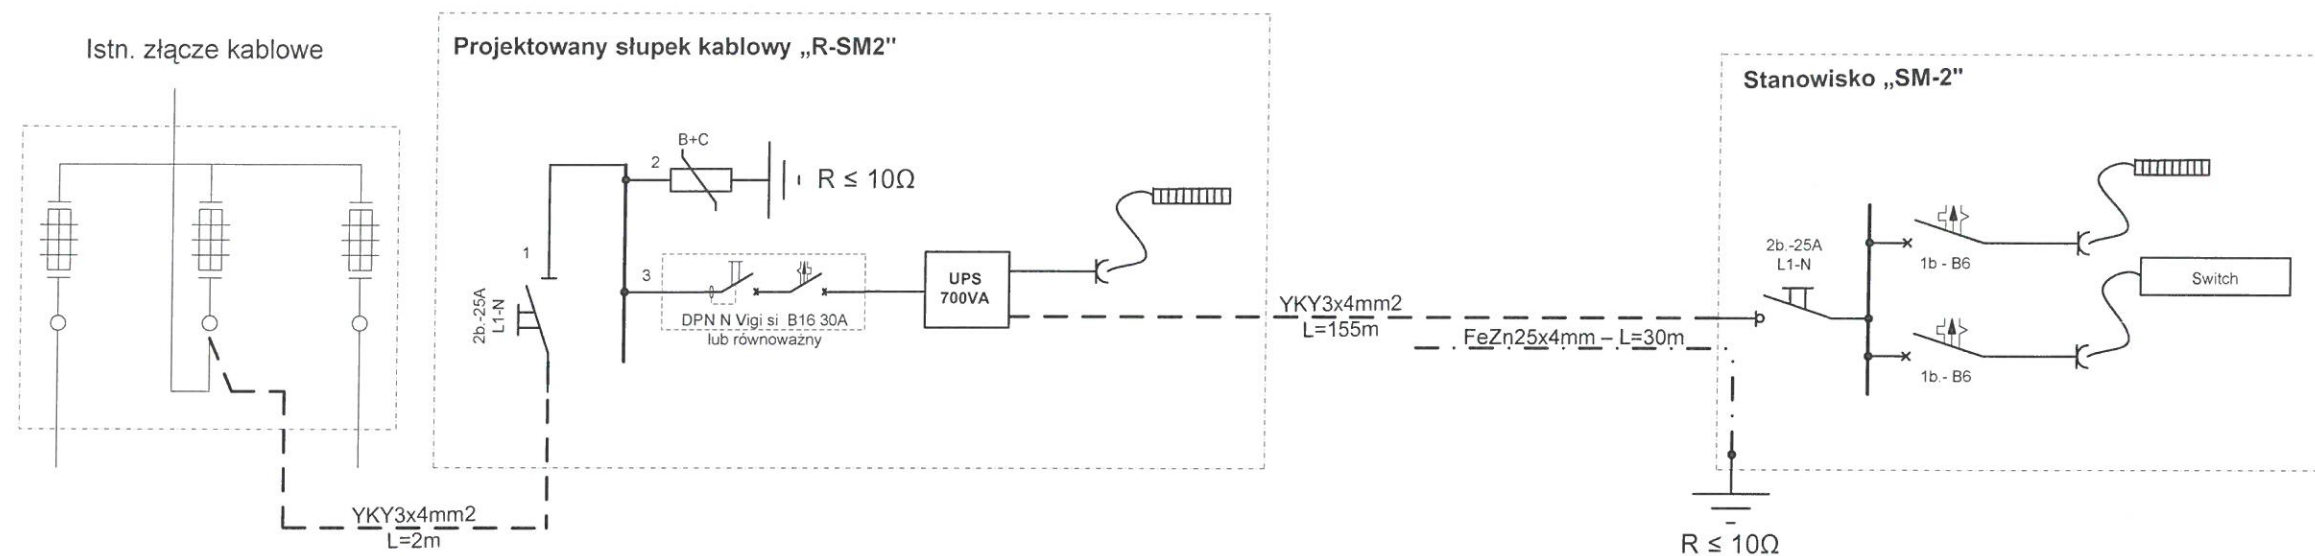 Istn. złącze kablowe
Projektowany słupek kablowy „R-SM2"
B+C
2
R ≤ 10Ω
1
2b.-25A
L1-N
3
DPN N Vigi si B16 30A
lub równoważny
UPS
700VA
YKY3x4mm2
L=2m
YKY3x4mm2
L=155m
FeZn25x4mm – L=30m
R ≤ 10Ω
Stanowisko „SM-2"
2b.-25A
L1-N
1b - B6
Switch
1b.- B6